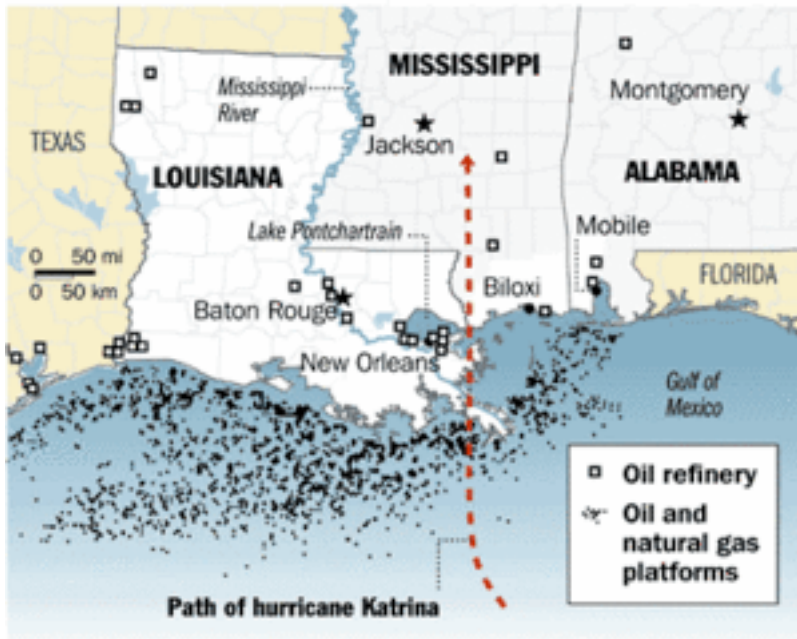 MISSISSIPPI
Montgomery
Mississippi
River
TEXAS
Jackson
LOUISIANA
ALABAMA
Lake Pontchartrain
Mobile
0 50 mi
0 50 km
Biloxi
FLORIDA
Baton Rouge
New Orleans
Gulf of
Mexico
Oil refinery
Oil and
natural gas
platforms
Path of hurricane Katrina